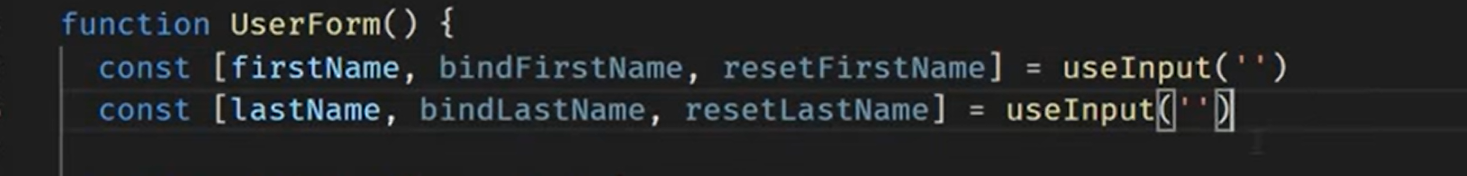 function UserForm() {
const [firstName, bindFirstName, resetFirstName] = useInput('')
const [lastName, bindLastName, resetLastName] = useInput('')